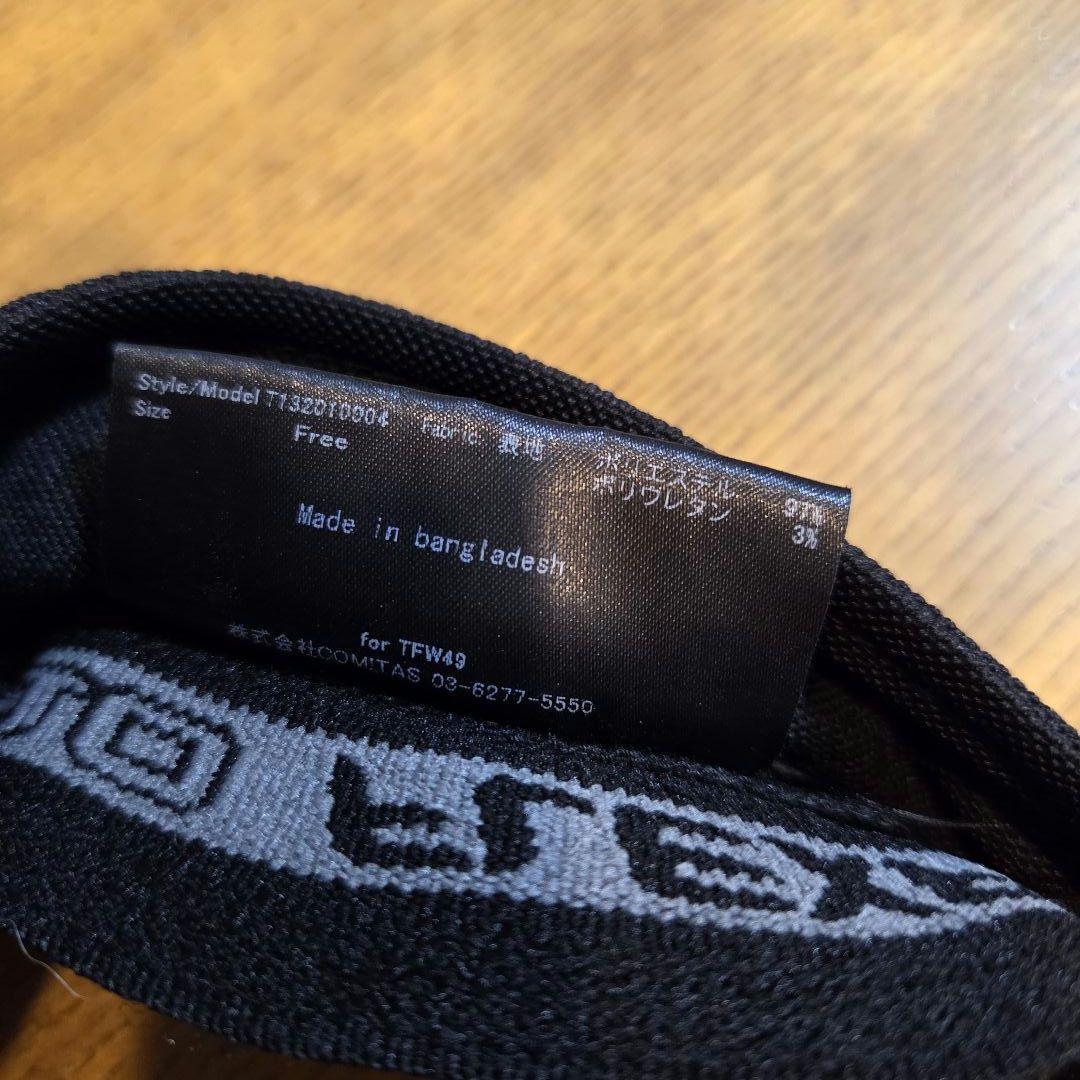 Style/Model T132010904 Fabric 表地 ポリエステル 97%
Size Free ポリウレタン 3%
Made in bangladesh
for TFW49
株式会社COMITAS 03-6277-5550